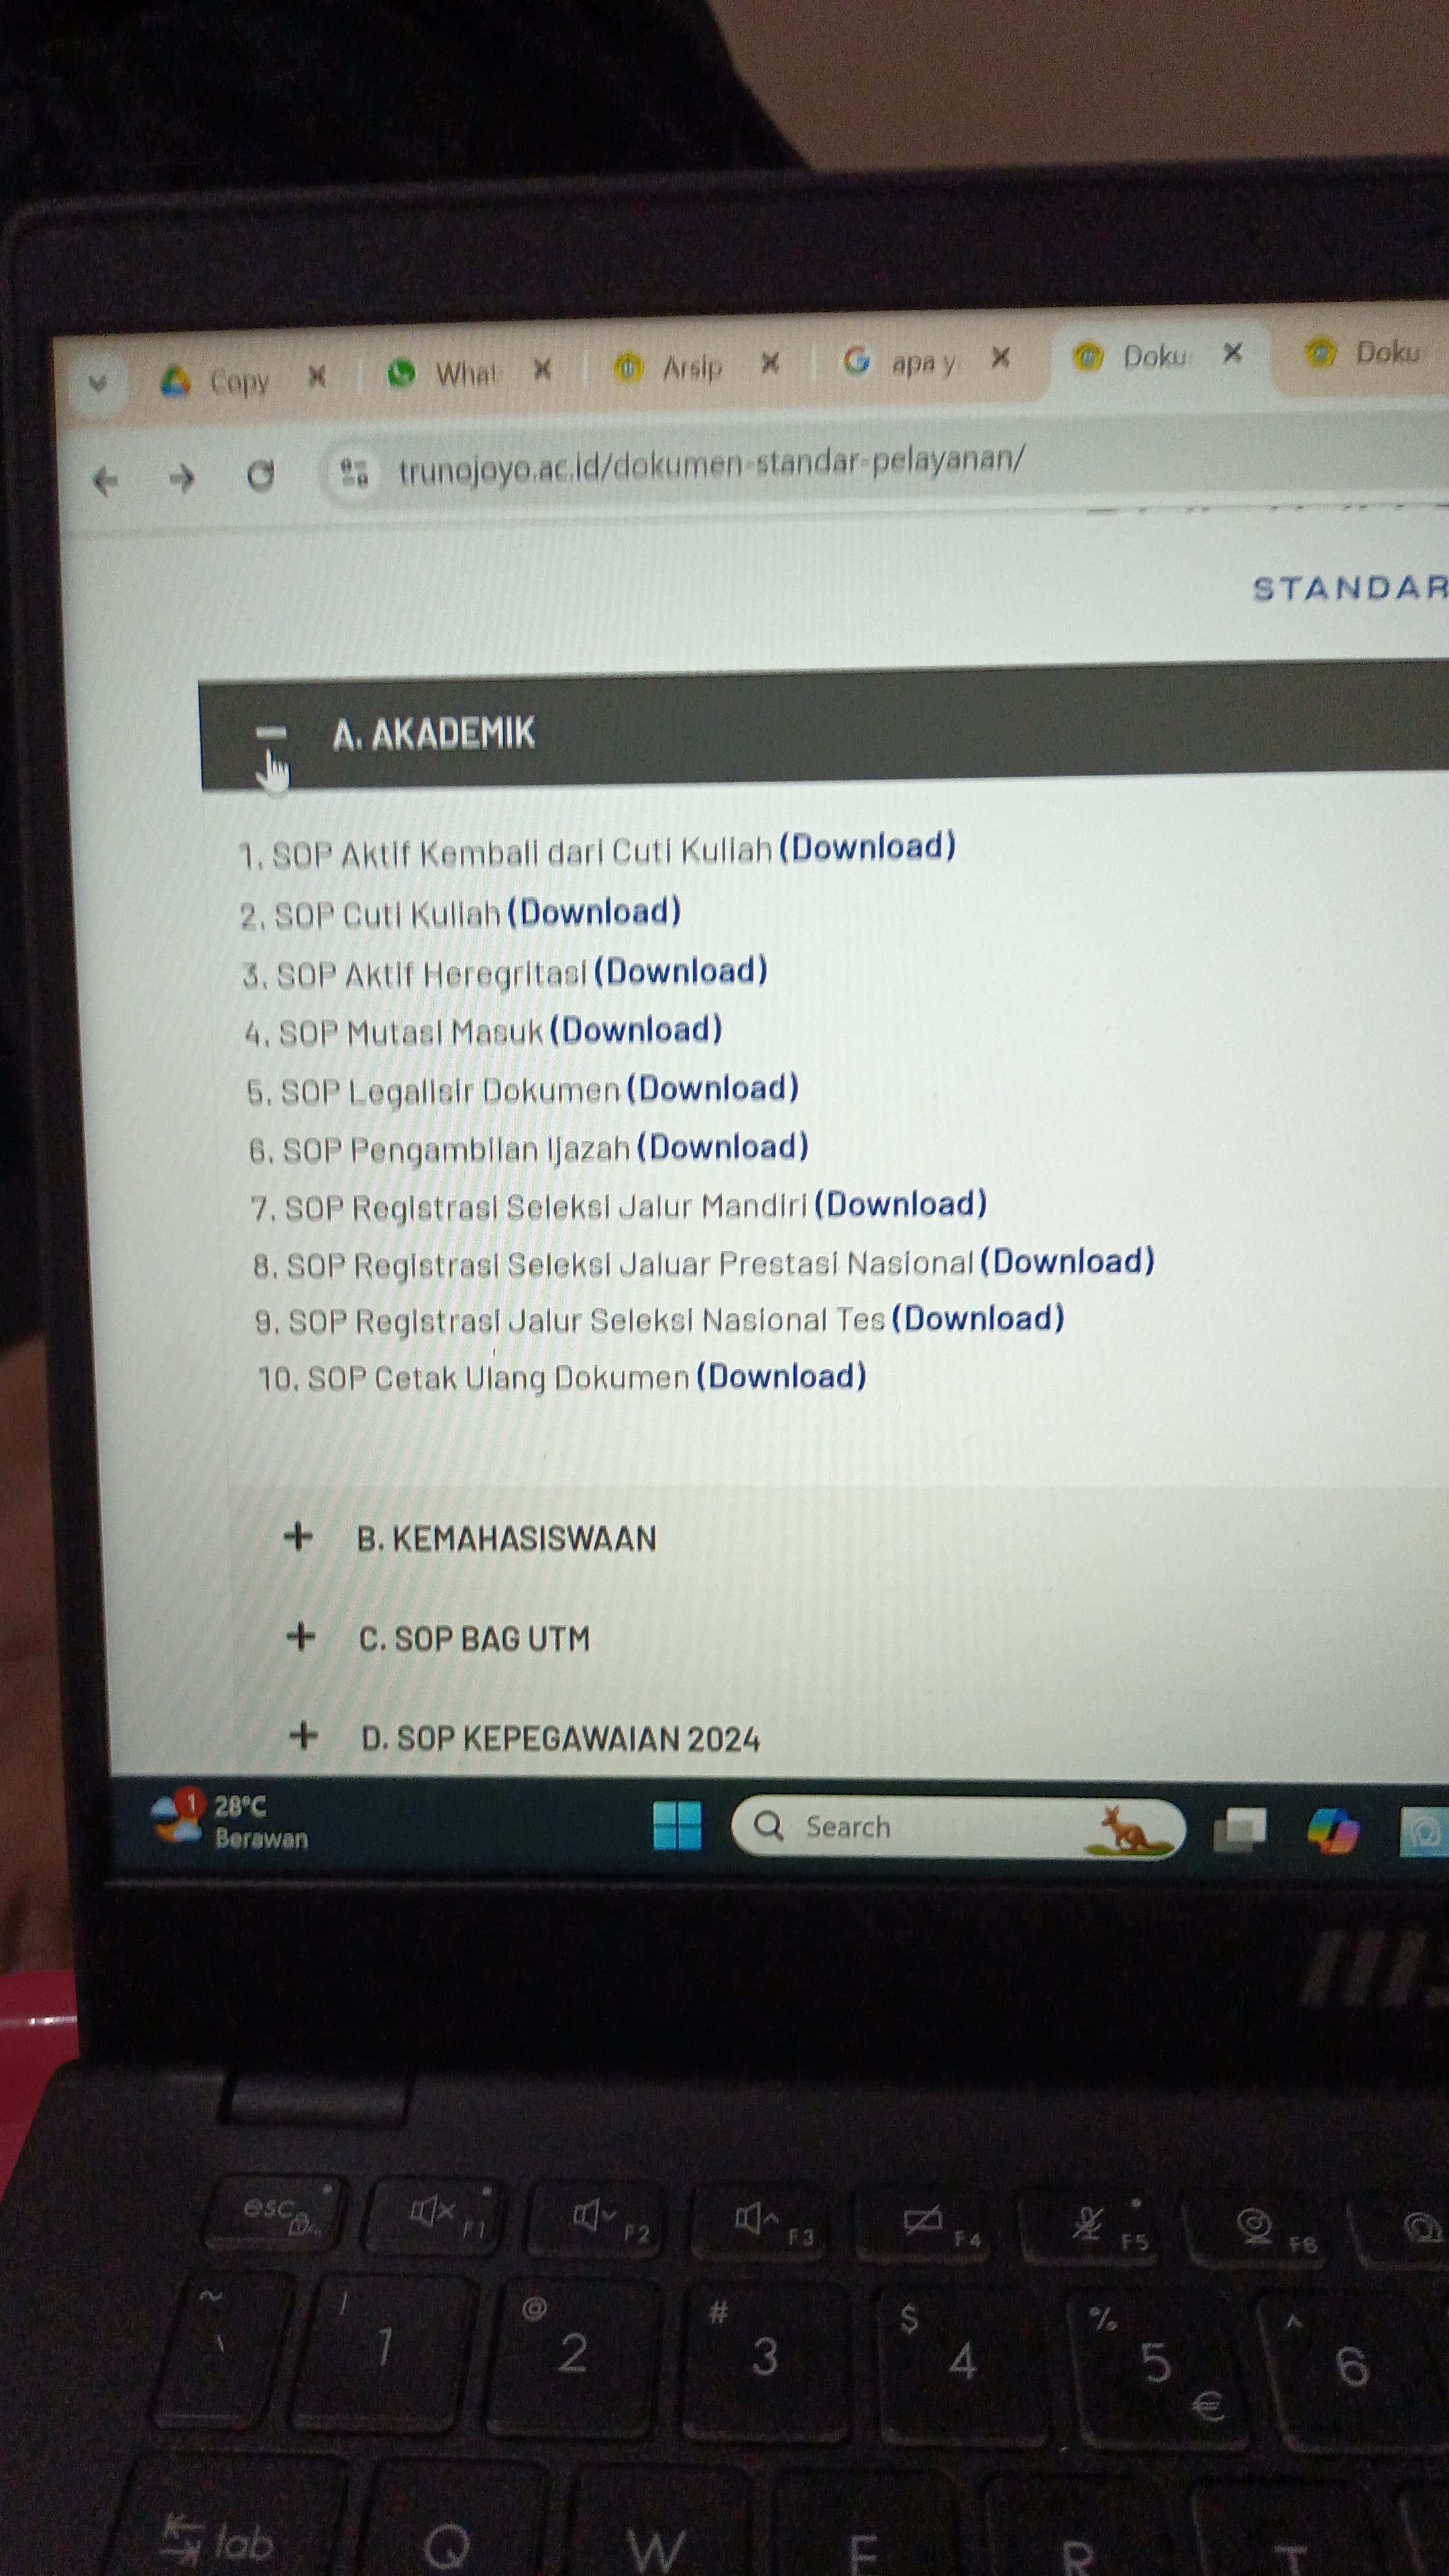 Copy
What
Arsip
apa y
Doku
Doku
trunojoyo.ac.id/dokumen-standar-pelayanan/
STANDAR
A. AKADEMIK
1. SOP Aktif Kembali dari Cuti Kuliah (Download)
2. SOP Cuti Kuliah (Download)
3. SOP Aktif Heregritasi (Download)
4. SOP Mutasi Masuk (Download)
5. SOP Legalisir Dokumen (Download)
6. SOP Pengambilan Ijazah (Download)
7. SOP Registrasi Seleksi Jalur Mandiri (Download)
8. SOP Registrasi Seleksi Jaluar Prestasi Nasional (Download)
9. SOP Registrasi Jalur Seleksi Nasional Tes (Download)
10. SOP Cetak Ulang Dokumen (Download)
+ B. KEMAHASISWAAN
+ C. SOP BAG UTM
+ D. SOP KEPEGAWAIAN 2024
1 28°C
Berawan
Search
esc F1 F2 F3 F4 F5 F6
~ ! @ # $ % ^
` 1 2 3 4 5 € 6
tab Q W E R T